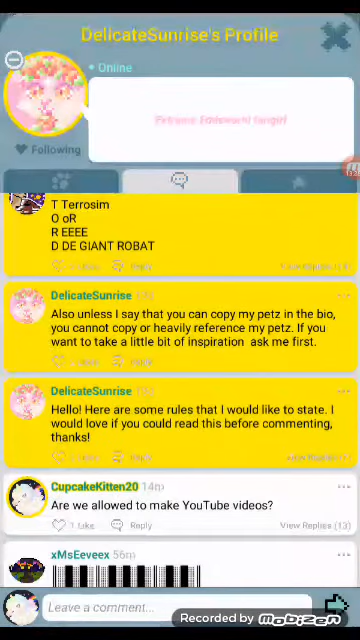 DelicateSunrise's Profile
Online
Following
T Terrosim
O oR
R EEEE
D DE GIANT ROBAT
Reply
DelicateSunrise
Also unless I say that you can copy my petz in the bio,
you cannot copy or heavily reference my petz. If you
want to take a little bit of inspiration ask me first.
Reply
DelicateSunrise
Hello! Here are some rules that I would like to state. I
would love if you could read this before commenting,
thanks!
Reply
CupcakeKitten20 14m
Are we allowed to make YouTube videos?
1 like Reply View Replies (13)
xMsEeveex 56m
Leave a comment...
Recorded by MOBIZEN